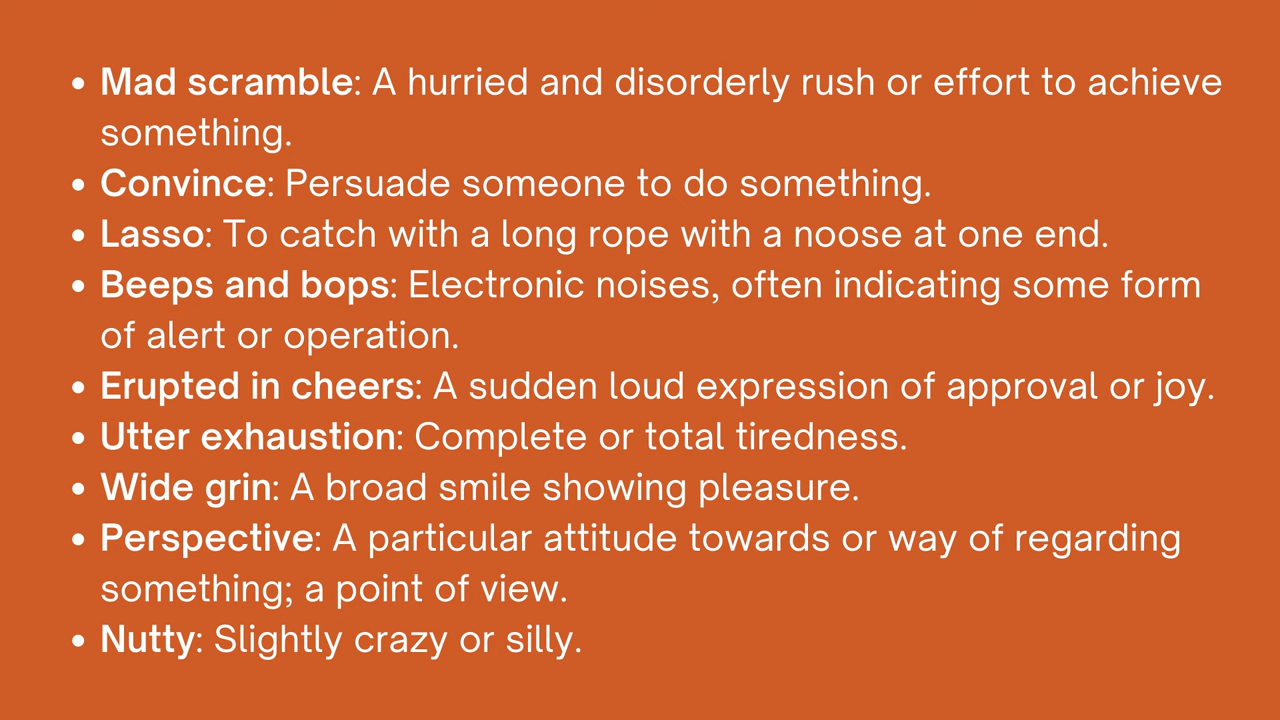 • Mad scramble: A hurried and disorderly rush or effort to achieve
something.
• Convince: Persuade someone to do something.
• Lasso: To catch with a long rope with a noose at one end.
• Beeps and bops: Electronic noises, often indicating some form
of alert or operation.
• Erupted in cheers: A sudden loud expression of approval or joy.
• Utter exhaustion: Complete or total tiredness.
• Wide grin: A broad smile showing pleasure.
• Perspective: A particular attitude towards or way of regarding
something; a point of view.
• Nutty: Slightly crazy or silly.